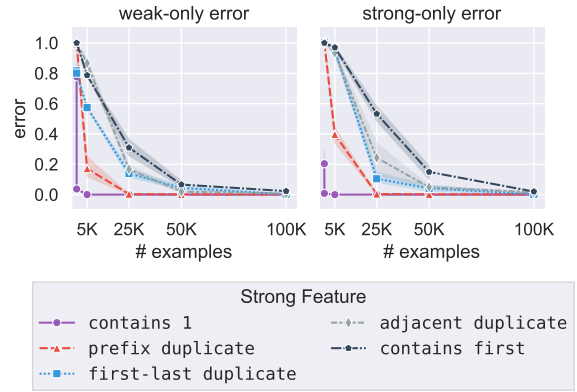 weak-only error strong-only error
1.0
0.8
0.6
0.4
0.2
0.0
error
5K 25K 50K 100K 5K 25K 50K 100K
# examples # examples
Strong Feature
contains 1 adjacent duplicate
prefix duplicate contains first
first-last duplicate